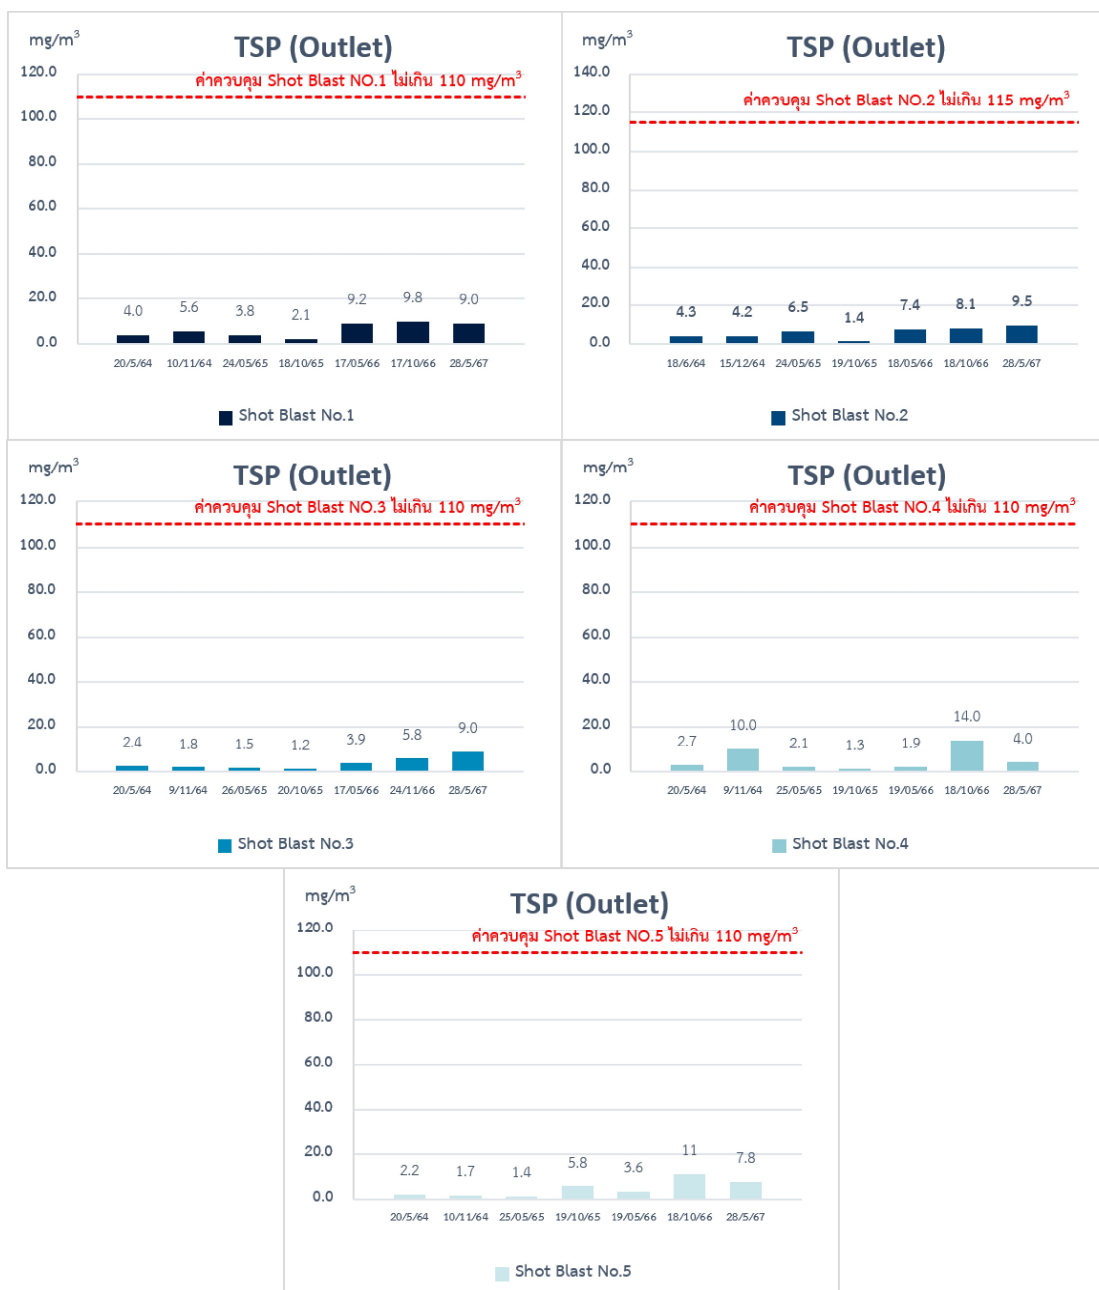 mg/m³
TSP (Outlet)
ค่าควบคุม Shot Blast NO.1 ไม่เกิน 110 mg/m³
120.0
100.0
80.0
60.0
40.0
20.0
0.0
4.0 5.6 3.8 2.1 9.2 9.8 9.0
20/5/64 10/11/64 24/05/65 18/10/65 17/05/66 17/10/66 28/5/67
Shot Blast No.1
mg/m³
TSP (Outlet)
ค่าควบคุม Shot Blast NO.2 ไม่เกิน 115 mg/m³
140.0
120.0
100.0
80.0
60.0
40.0
20.0
0.0
4.3 4.2 6.5 1.4 7.4 8.1 9.5
18/6/64 15/12/64 24/05/65 19/10/65 18/05/66 18/10/66 28/5/67
Shot Blast No.2
mg/m³
TSP (Outlet)
ค่าควบคุม Shot Blast NO.3 ไม่เกิน 110 mg/m³
120.0
100.0
80.0
60.0
40.0
20.0
0.0
2.4 1.8 1.5 1.2 3.9 5.8 9.0
20/5/64 9/11/64 26/05/65 20/10/65 17/05/66 24/11/66 28/5/67
Shot Blast No.3
mg/m³
TSP (Outlet)
ค่าควบคุม Shot Blast NO.4 ไม่เกิน 110 mg/m³
120.0
100.0
80.0
60.0
40.0
20.0
0.0
2.7 10.0 2.1 1.3 1.9 14.0 4.0
20/5/64 9/11/64 25/05/65 19/10/65 19/05/66 18/10/66 28/5/67
Shot Blast No.4
mg/m³
TSP (Outlet)
ค่าควบคุม Shot Blast NO.5 ไม่เกิน 110 mg/m³
120.0
100.0
80.0
60.0
40.0
20.0
0.0
2.2 1.7 1.4 5.8 3.6 11 7.8
20/5/64 10/11/64 25/05/65 19/10/65 19/05/66 18/10/66 28/5/67
Shot Blast No.5